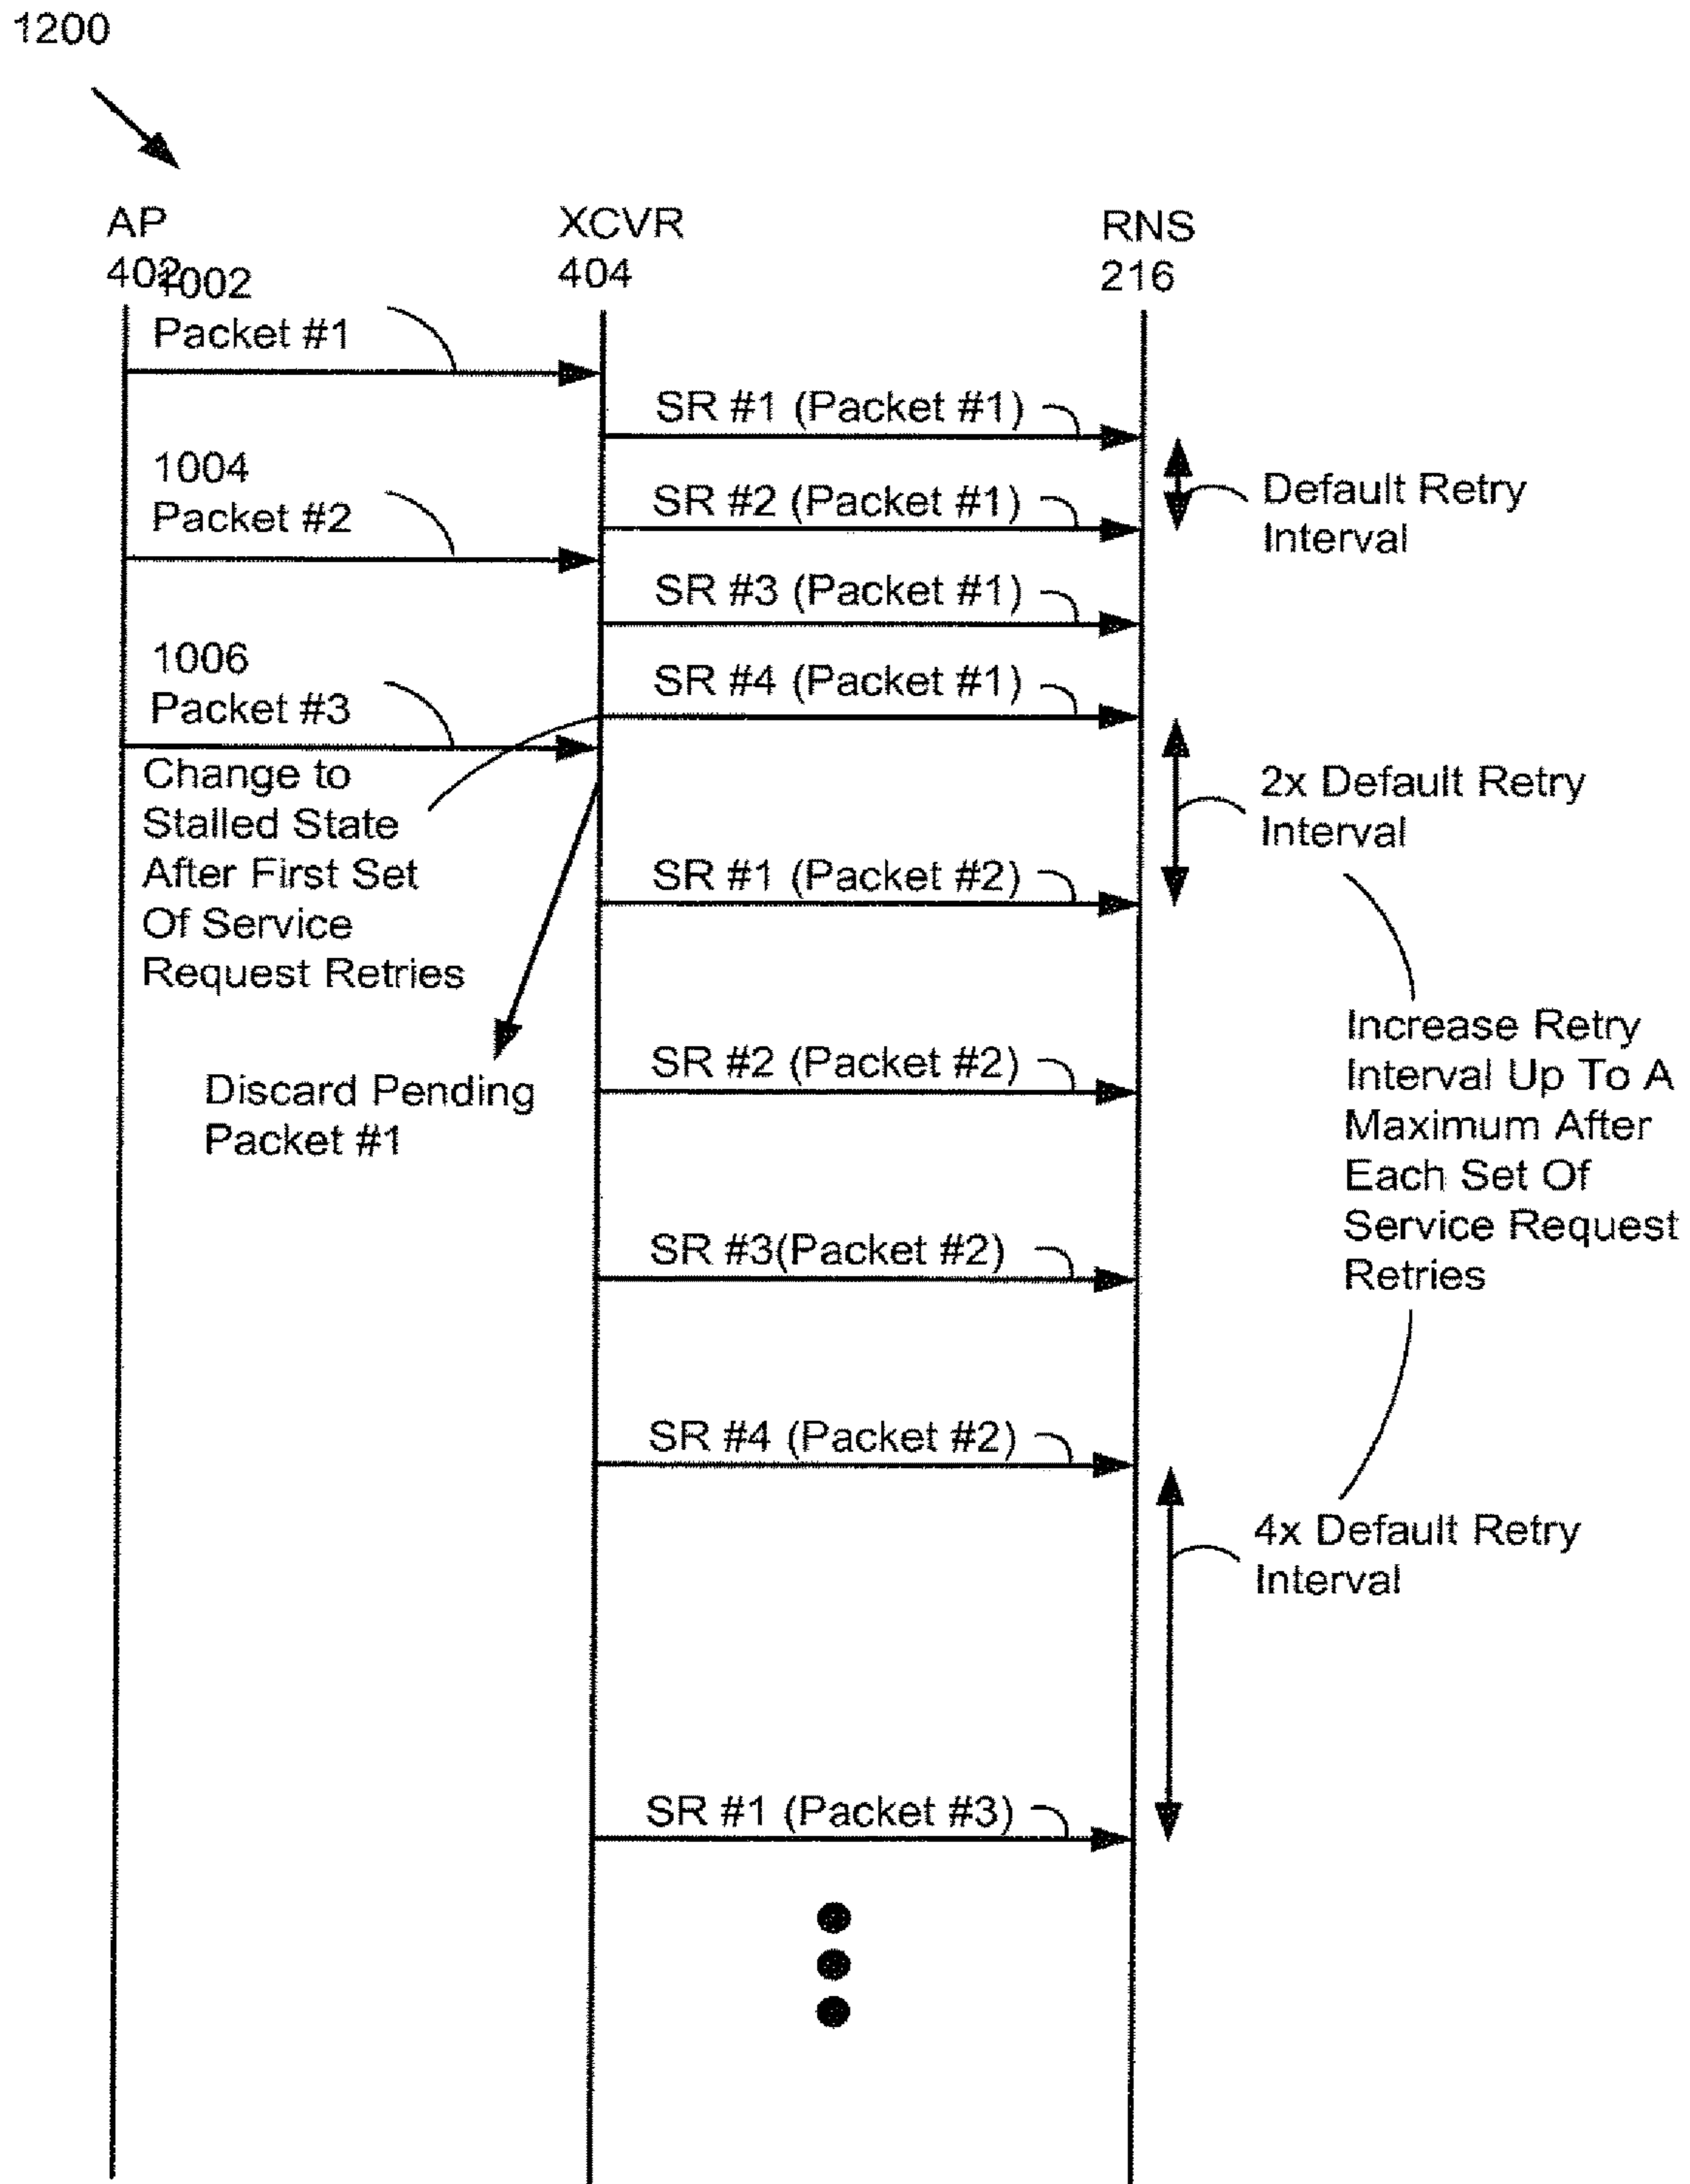 1200
AP
402
XCVR
404
RNS
216
1002
Packet #1
SR #1 (Packet #1)
1004
Packet #2
SR #2 (Packet #1)
Default Retry
Interval
SR #3 (Packet #1)
1006
Packet #3
SR #4 (Packet #1)
Change to
Stalled State
After First Set
Of Service
Request Retries
2x Default Retry
Interval
SR #1 (Packet #2)
Discard Pending
Packet #1
SR #2 (Packet #2)
Increase Retry
Interval Up To A
Maximum After
Each Set Of
Service Request
Retries
SR #3(Packet #2)
SR #4 (Packet #2)
4x Default Retry
Interval
SR #1 (Packet #3)